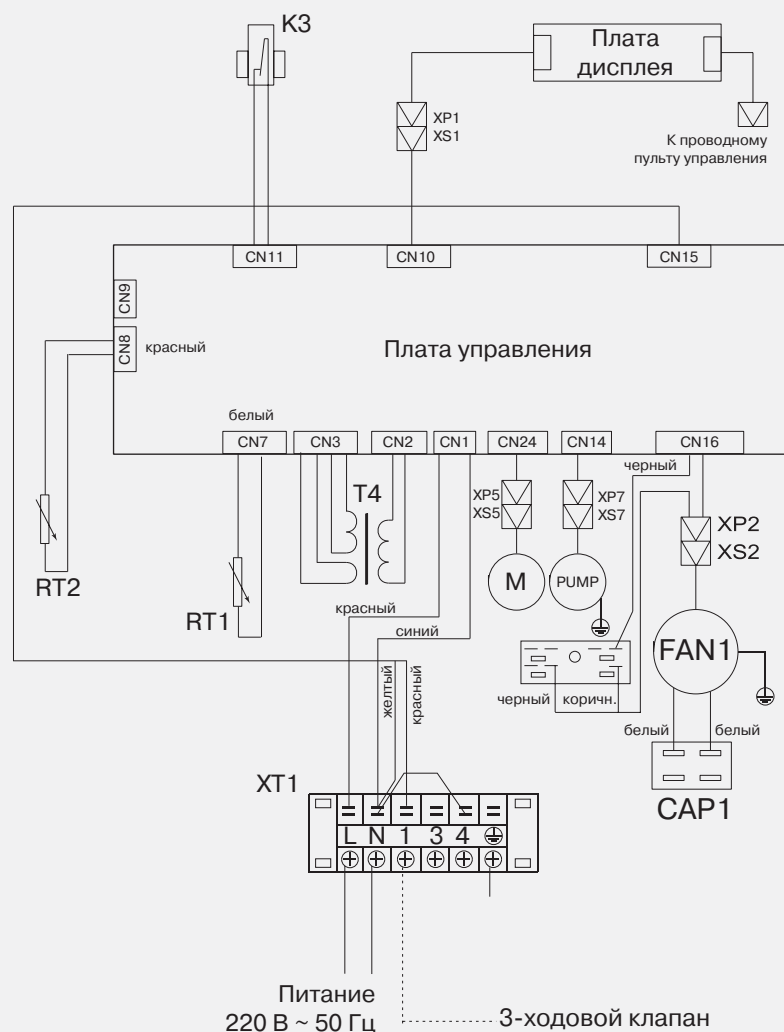 K3
Плата
дисплея
XP1
XS1
К проводному
пульту управления
CN11
CN10
CN15
CN9
CN8
красный
Плата управления
белый
CN7
CN3
CN2
CN1
CN24
CN14
CN16
черный
T4
XP5
XS5
XP7
XS7
XP2
XS2
RT2
RT1
M
PUMP
FAN1
красный
синий
желтый
красный
черный
коричн.
белый
белый
CAP1
XT1
L N 1 3 4
Питание
220 В ~ 50 Гц
3-ходовой клапан